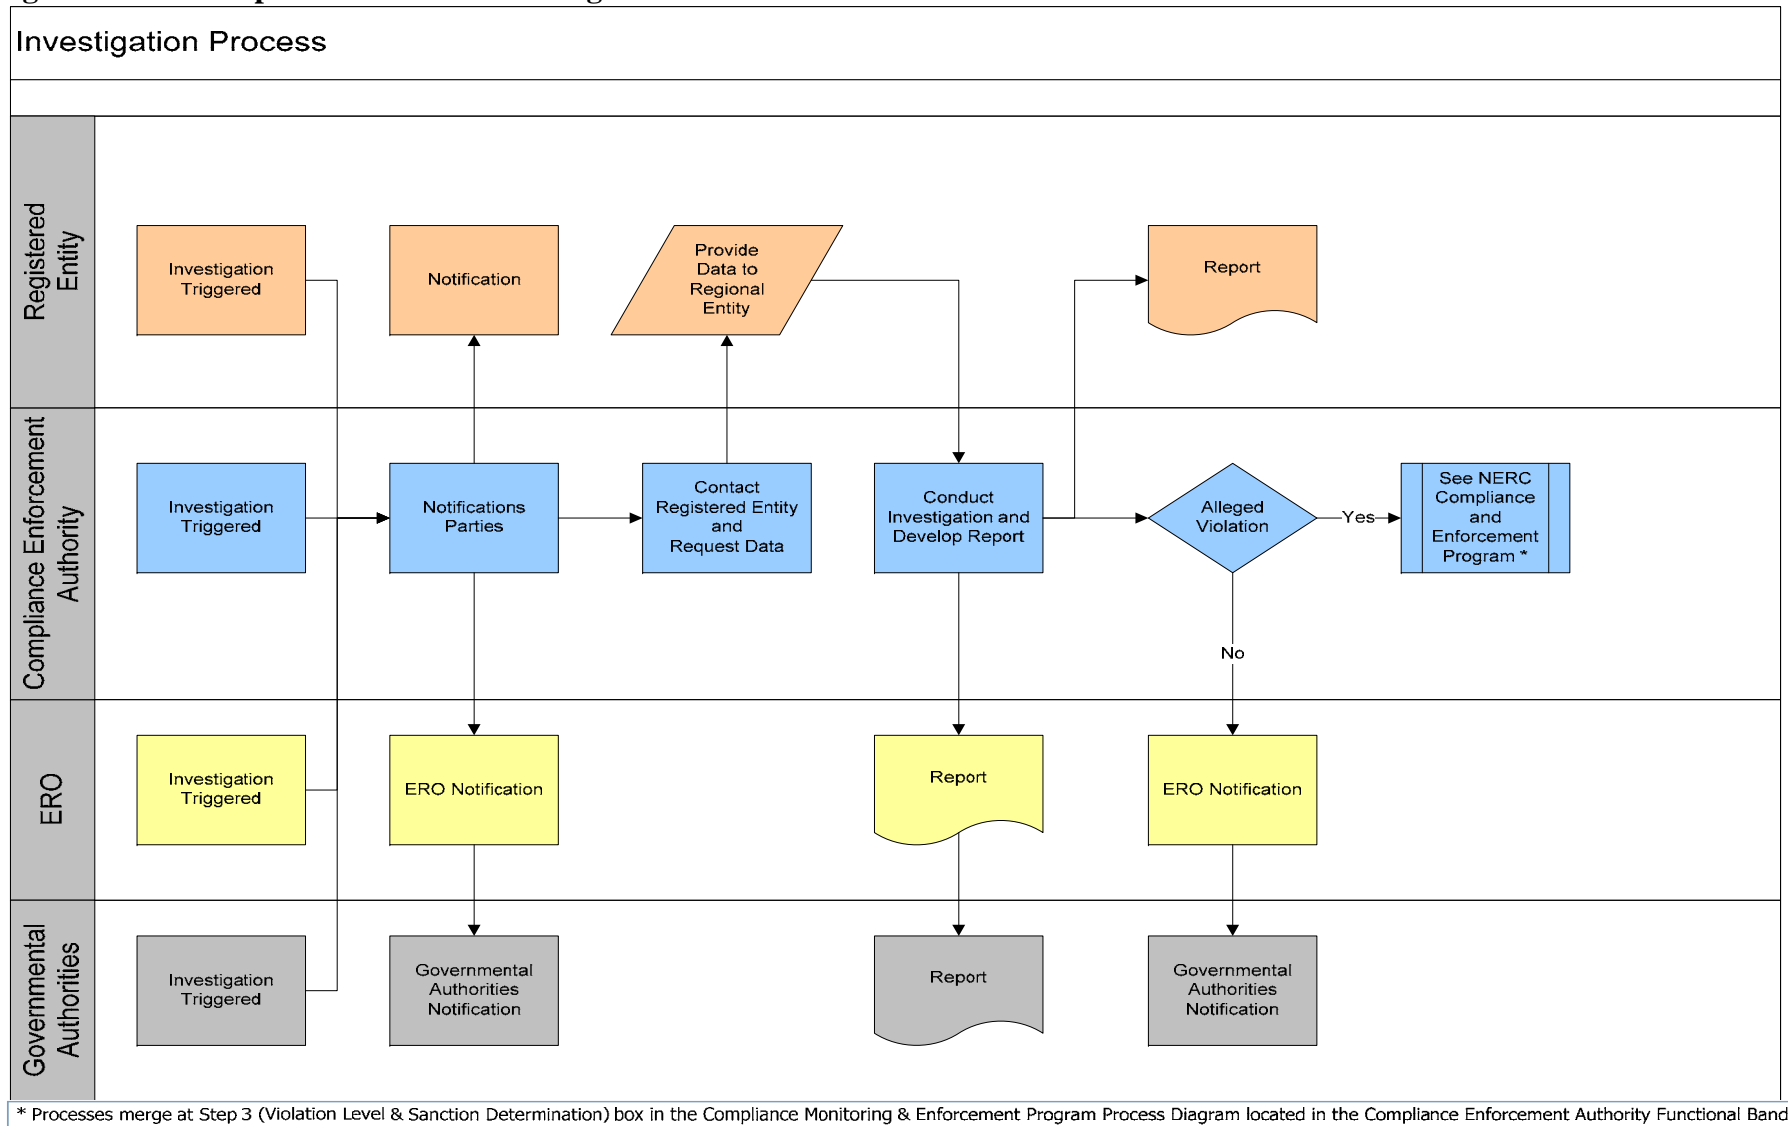 Investigation Process
Registered
Entity
Investigation
Triggered
Notification
Provide
Data to
Regional
Entity
Report
Compliance Enforcement
Authority
Investigation
Triggered
Notifications
Parties
Contact
Registered Entity
and
Request Data
Conduct
Investigation and
Develop Report
Alleged
Violation
Yes
See NERC
Compliance
and
Enforcement
Program *
No
ERO
Investigation
Triggered
ERO Notification
Report
ERO Notification
Governmental
Authorities
Investigation
Triggered
Governmental
Authorities
Notification
Report
Governmental
Authorities
Notification
* Processes merge at Step 3 (Violation Level & Sanction Determination) box in the Compliance Monitoring & Enforcement Program Process Diagram located in the Compliance Enforcement Authority Functional Band